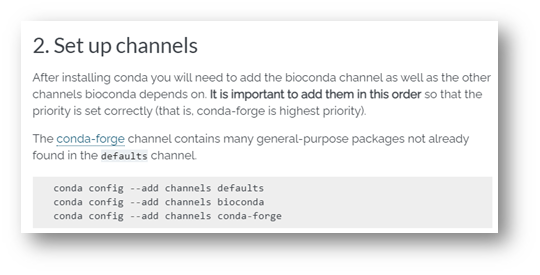 2. Set up channels
After installing conda you will need to add the bioconda channel as well as the other
channels bioconda depends on. It is important to add them in this order so that the
priority is set correctly (that is, conda-forge is highest priority).
The conda-forge channel contains many general-purpose packages not already
found in the defaults channel.
conda config --add channels defaults
conda config --add channels bioconda
conda config --add channels conda-forge